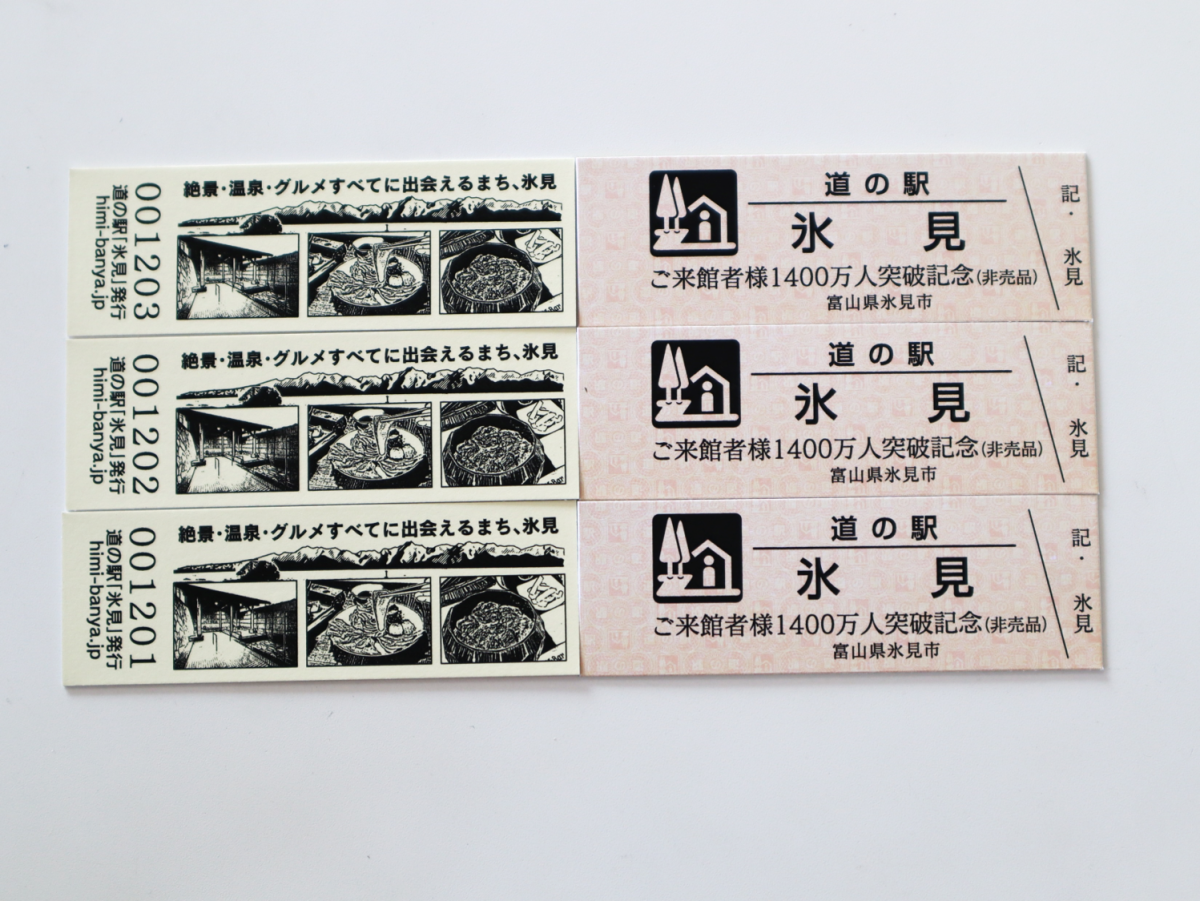 絶景・温泉・グルメすべてに出会えるまち、氷見
001203
道の駅「氷見」発行
himi-banya.jp
道の駅
氷見
ご来館者様1400万人突破記念(非売品)
富山県氷見市
記・氷見
絶景・温泉・グルメすべてに出会えるまち、氷見
001202
道の駅「氷見」発行
himi-banya.jp
道の駅
氷見
ご来館者様1400万人突破記念(非売品)
富山県氷見市
記・氷見
絶景・温泉・グルメすべてに出会えるまち、氷見
001201
道の駅「氷見」発行
himi-banya.jp
道の駅
氷見
ご来館者様1400万人突破記念(非売品)
富山県氷見市
記・氷見